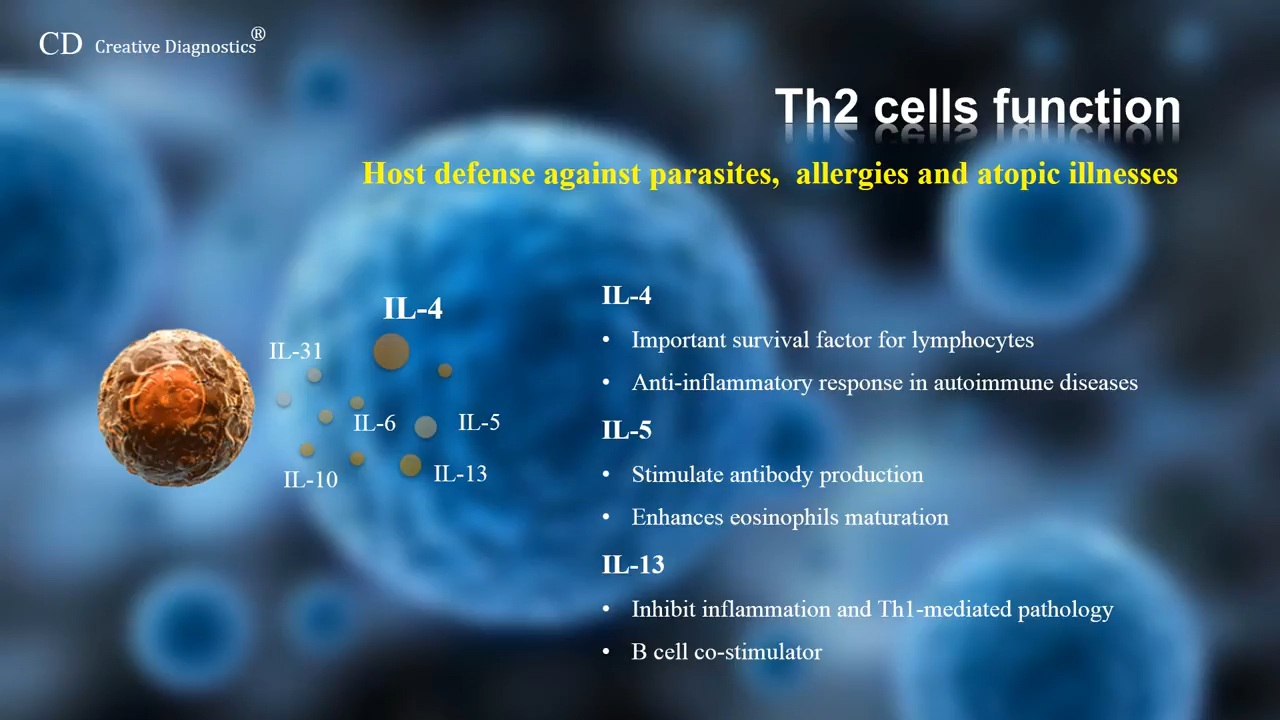 CD Creative Diagnostics®
Th2 cells function
Host defense against parasites, allergies and atopic illnesses
IL-4
IL-31
IL-6
IL-5
IL-10
IL-13
IL-4
• Important survival factor for lymphocytes
• Anti-inflammatory response in autoimmune diseases
IL-5
• Stimulate antibody production
• Enhances eosinophils maturation
IL-13
• Inhibit inflammation and Th1-mediated pathology
• B cell co-stimulator